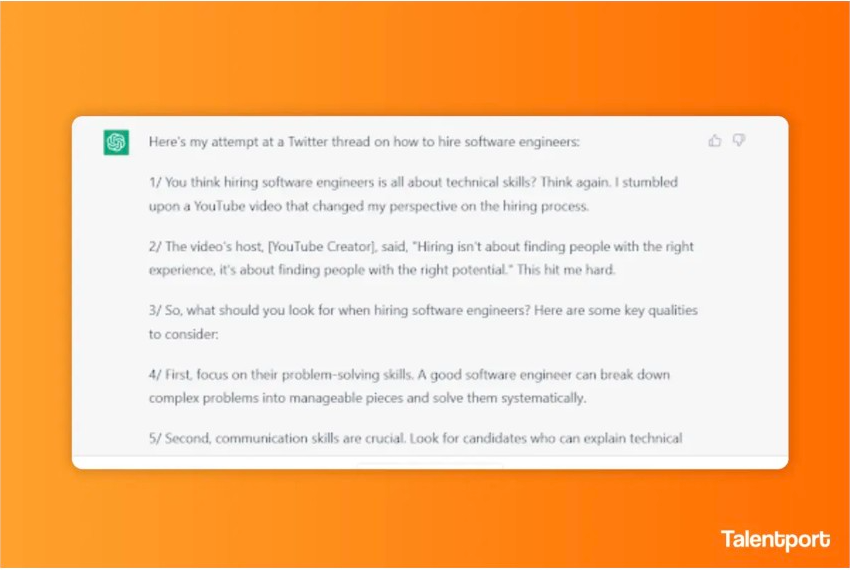 Here's my attempt at a Twitter thread on how to hire software engineers:
1/ You think hiring software engineers is all about technical skills? Think again. I stumbled
upon a YouTube video that changed my perspective on the hiring process.
2/ The video's host, [YouTube Creator], said, "Hiring isn't about finding people with the right
experience, it's about finding people with the right potential." This hit me hard.
3/ So, what should you look for when hiring software engineers? Here are some key qualities
to consider:
4/ First, focus on their problem-solving skills. A good software engineer can break down
complex problems into manageable pieces and solve them systematically.
5/ Second, communication skills are crucial. Look for candidates who can explain technical
Talentport